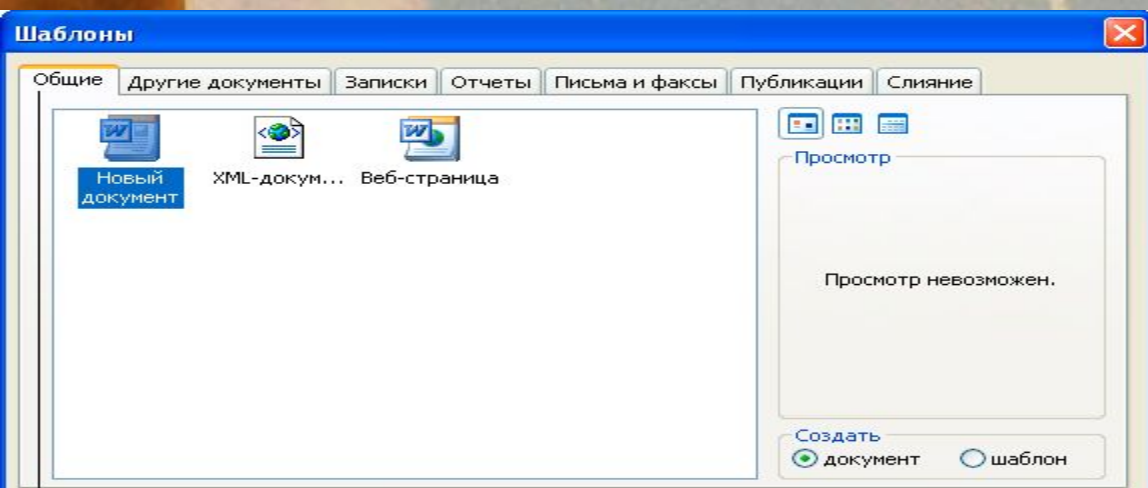 Шаблоны
Общие Другие документы Записки Отчеты Письма и факсы Публикации Слияние
Новый документ
XML-докум...
Веб-страница
Просмотр
Просмотр невозможен.
Создать
документ шаблон